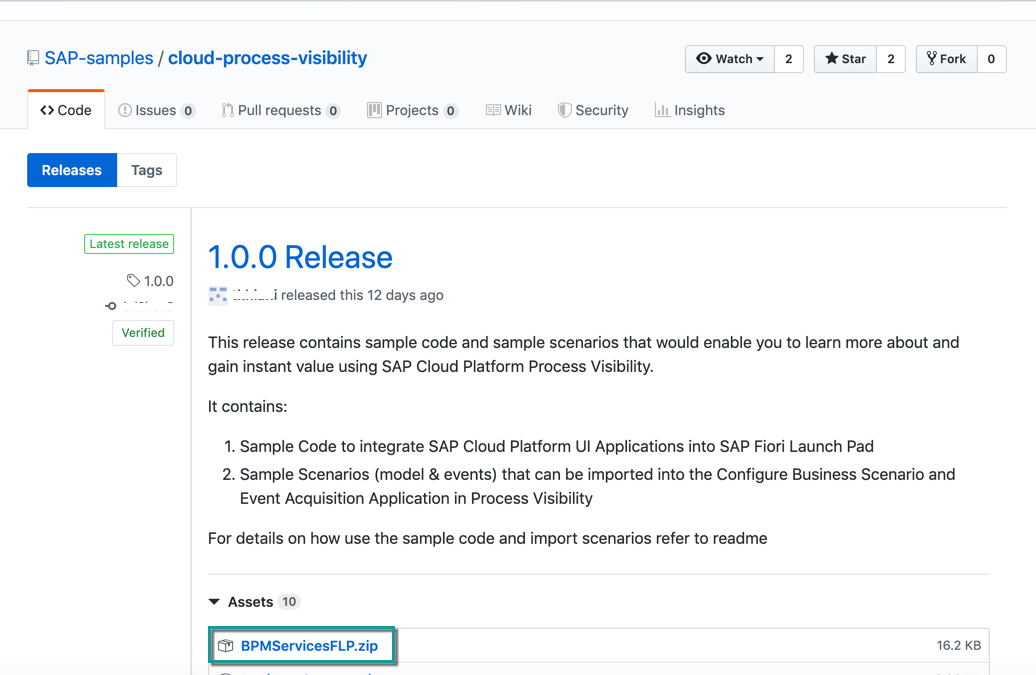 SAP-samples / cloud-process-visibility
Watch 2 Star 2 Fork 0
Code Issues 0 Pull requests 0 Projects 0 Wiki Security Insights
Releases Tags
Latest release
1.0.0
Verified
1.0.0 Release
released this 12 days ago
This release contains sample code and sample scenarios that would enable you to learn more about and
gain instant value using SAP Cloud Platform Process Visibility.
It contains:
1. Sample Code to integrate SAP Cloud Platform UI Applications into SAP Fiori Launch Pad
2. Sample Scenarios (model & events) that can be imported into the Configure Business Scenario and
Event Acquisition Application in Process Visibility
For details on how use the sample code and import scenarios refer to readme
Assets 10
BPMServicesFLP.zip 16.2 KB